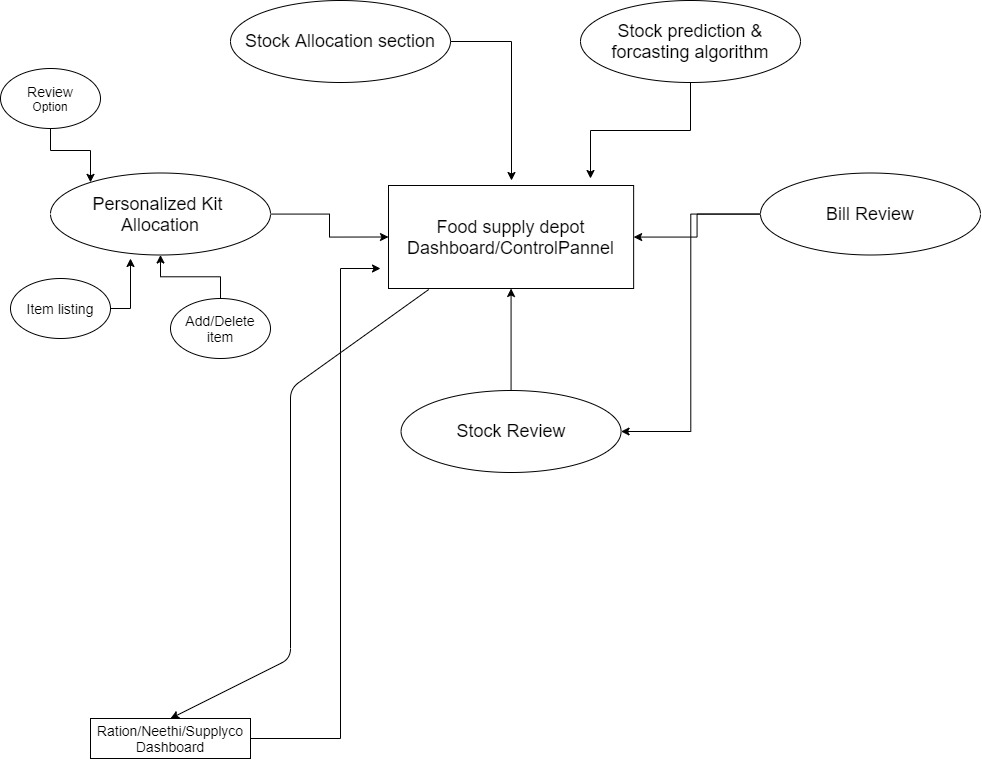 Stock Allocation section
Stock prediction &
forcasting algorithm
Review
Option
Personalized Kit
Allocation
Food supply depot
Dashboard/ControlPannel
Bill Review
Item listing
Add/Delete
item
Stock Review
Ration/Neethi/Supplyco
Dashboard